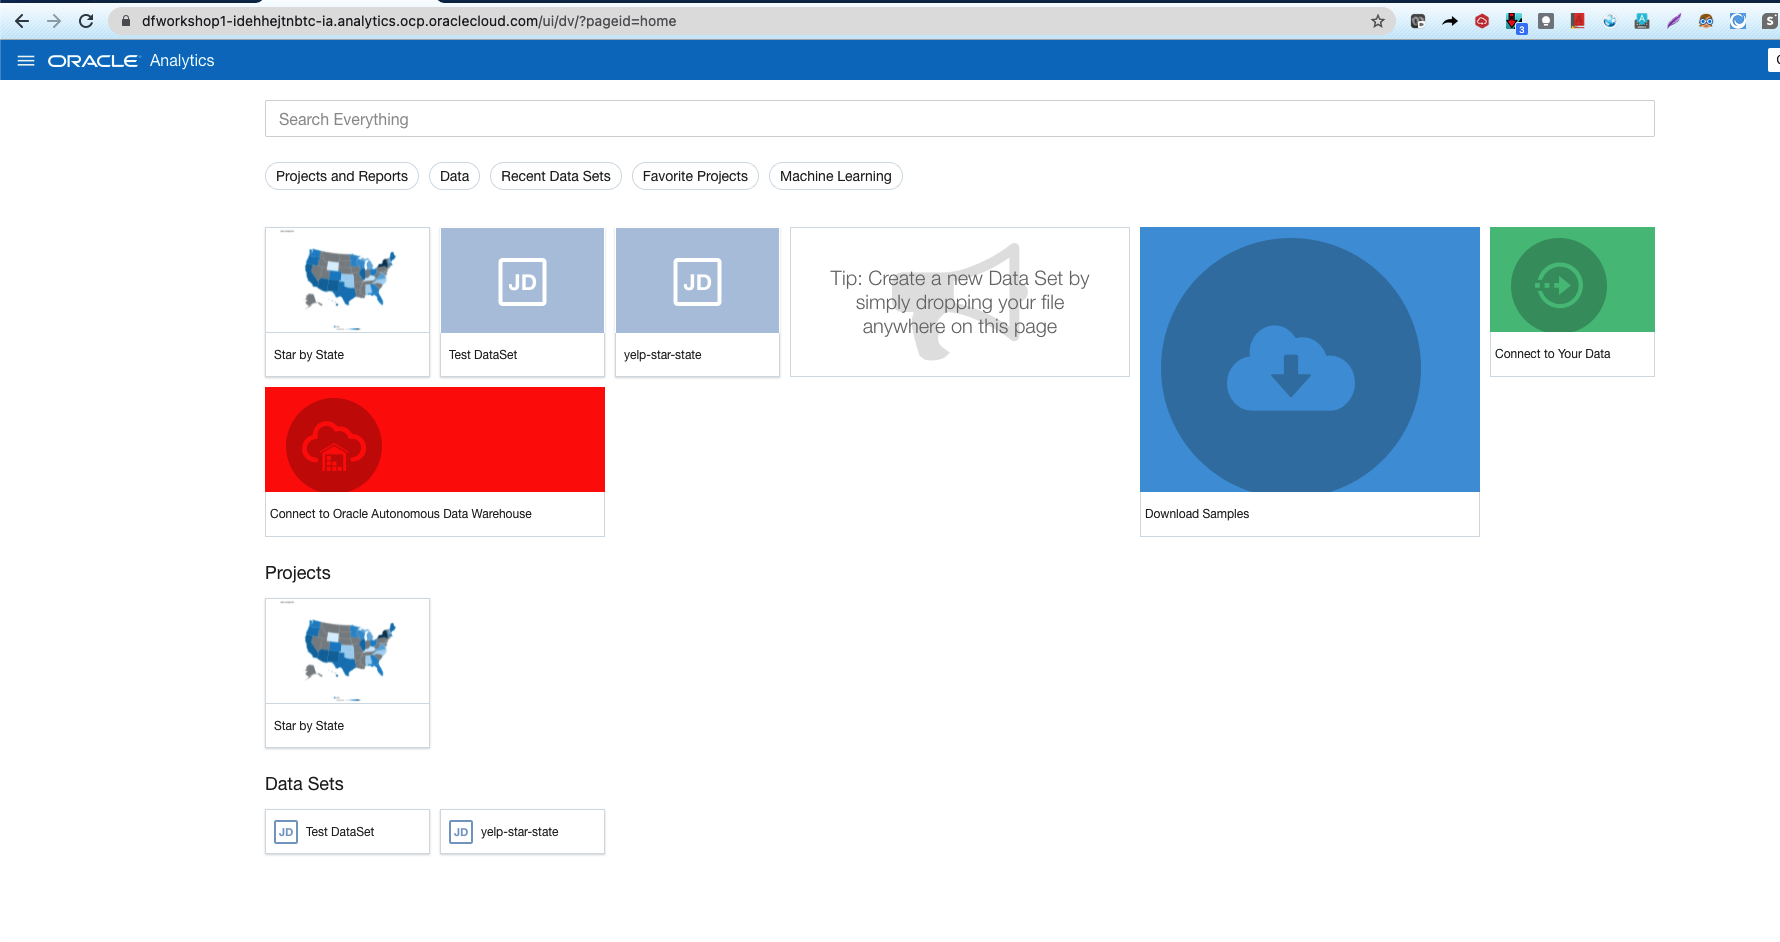 dfworkshop1-idehhejtnbtc-ia.analytics.ocp.oraclecloud.com/ui/dv/?pageid=home
3
ORACLE Analytics
Search Everything
Projects and Reports
Data
Recent Data Sets
Favorite Projects
Machine Learning
JD
JD
Tip: Create a new Data Set by
simply dropping your file
anywhere on this page
Star by State
Test DataSet
yelp-star-state
Connect to Your Data
Connect to Oracle Autonomous Data Warehouse
Download Samples
Projects
Star by State
Data Sets
JD Test DataSet
JD yelp-star-state